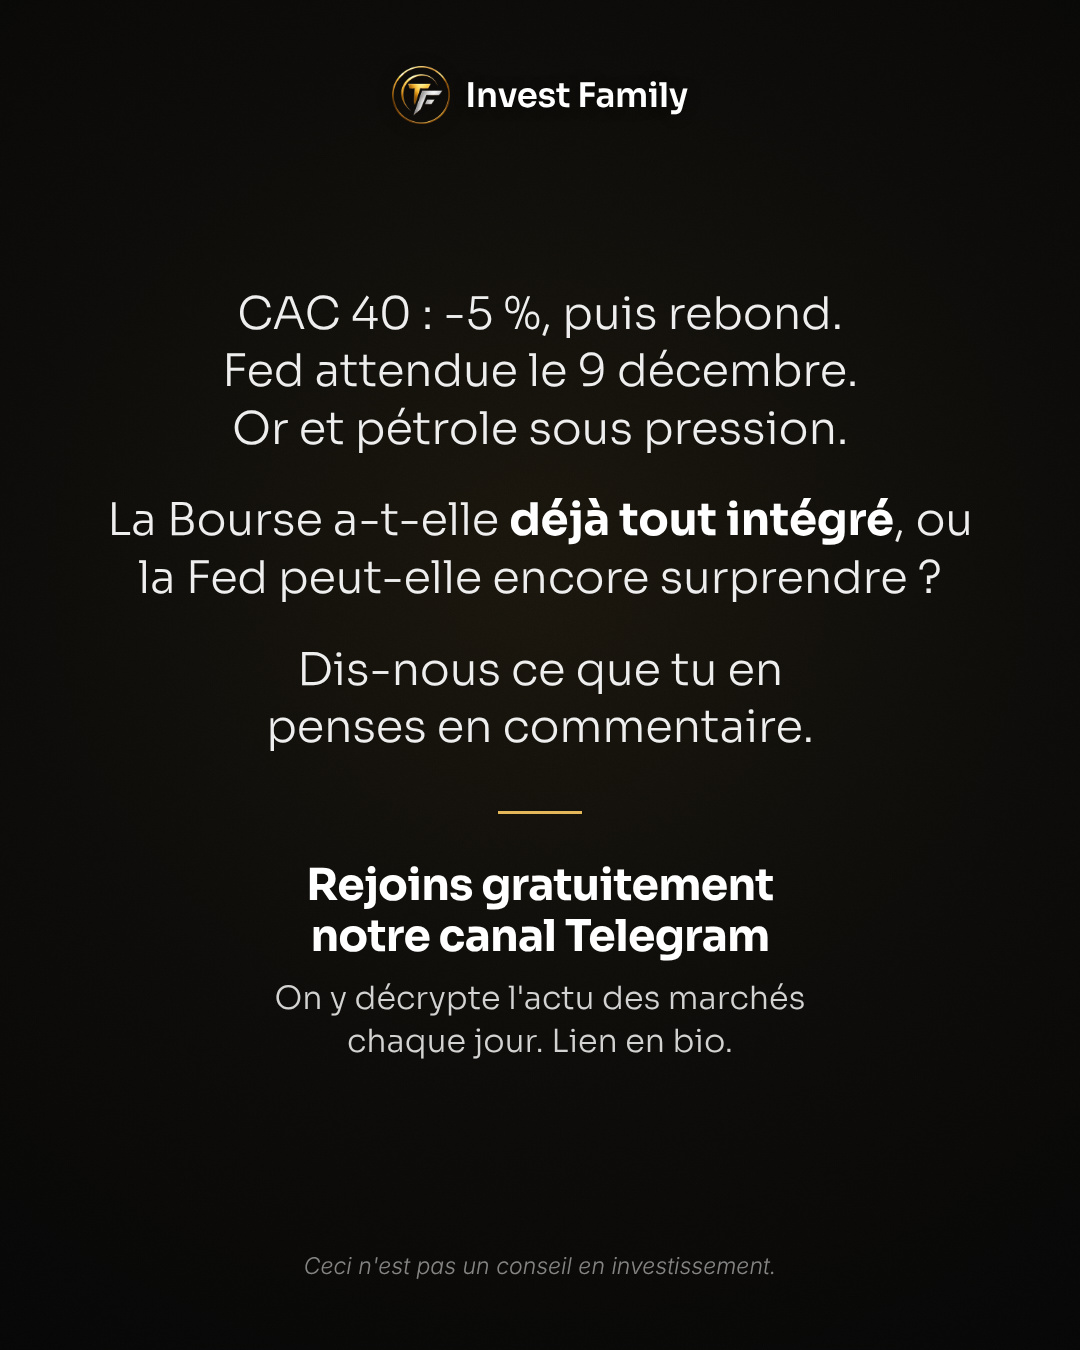 TF Invest Family
CAC 40 : -5 %, puis rebond.
Fed attendue le 9 décembre.
Or et pétrole sous pression.
La Bourse a-t-elle déjà tout intégré, ou
la Fed peut-elle encore surprendre ?
Dis-nous ce que tu en
penses en commentaire.
Rejoins gratuitement
notre canal Telegram
On y décrypte l'actu des marchés
chaque jour. Lien en bio.
Ceci n'est pas un conseil en investissement.